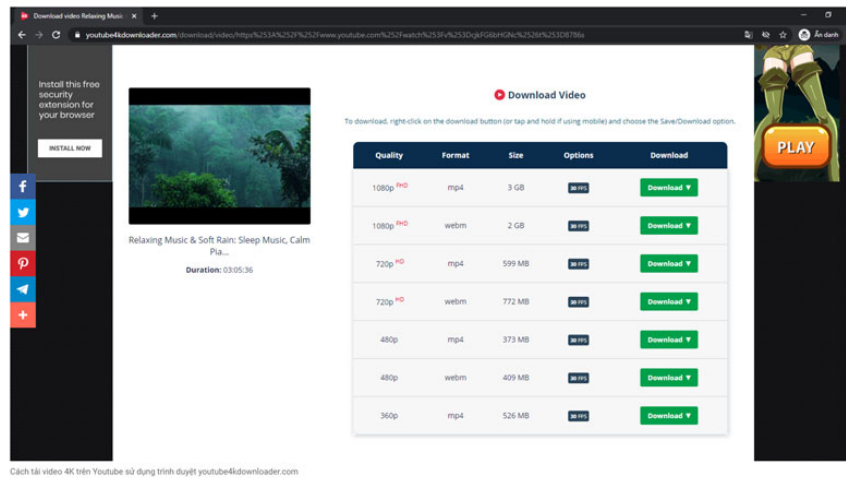 Download video Relaxing Music
youtube4kdownloader.com/download/video/https%253A%252F%252Fwww.youtube.com%252Fwatch%253Fv%253DcjkFG6bHGNc%2526t%253D8786s
Ẩn danh
Install this free
security
extension for
your browser
INSTALL NOW
Relaxing Music & Soft Rain: Sleep Music, Calm
Pia...
Duration: 03:05:36
Download Video
To download, right-click on the download button (or tap and hold if using mobile) and choose the Save/Download option.
Quality Format Size Options Download
1080p FHD mp4 3 GB 30 FPS Download ▼
1080p FHD webm 2 GB 30 FPS Download ▼
720p HD mp4 599 MB 30 FPS Download ▼
720p HD webm 772 MB 30 FPS Download ▼
480p mp4 373 MB 30 FPS Download ▼
480p webm 409 MB 30 FPS Download ▼
360p mp4 526 MB 30 FPS Download ▼
PLAY
Cách tải video 4K trên Youtube sử dụng trình duyệt youtube4kdownloader.com